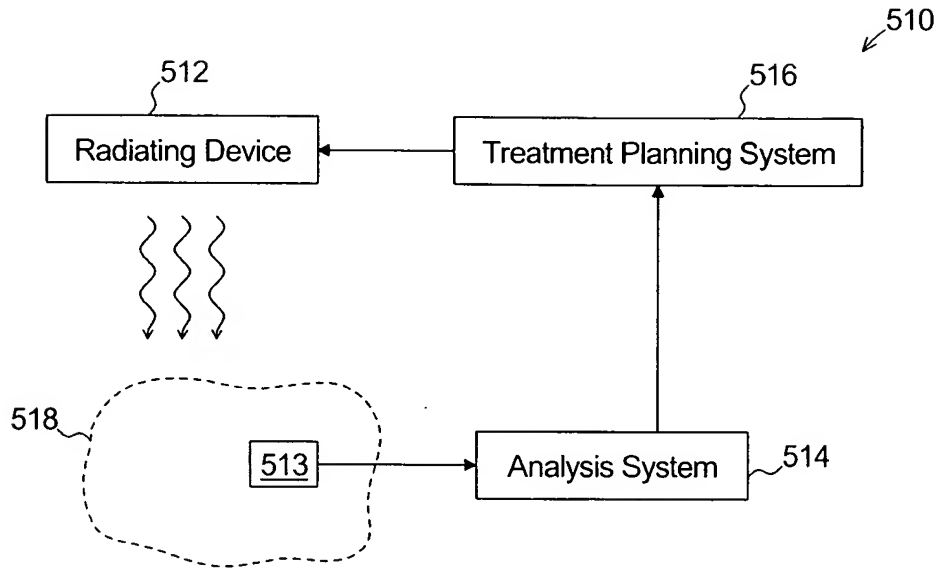 510
512
516
Radiating Device
Treatment Planning System
518
513
Analysis System
514